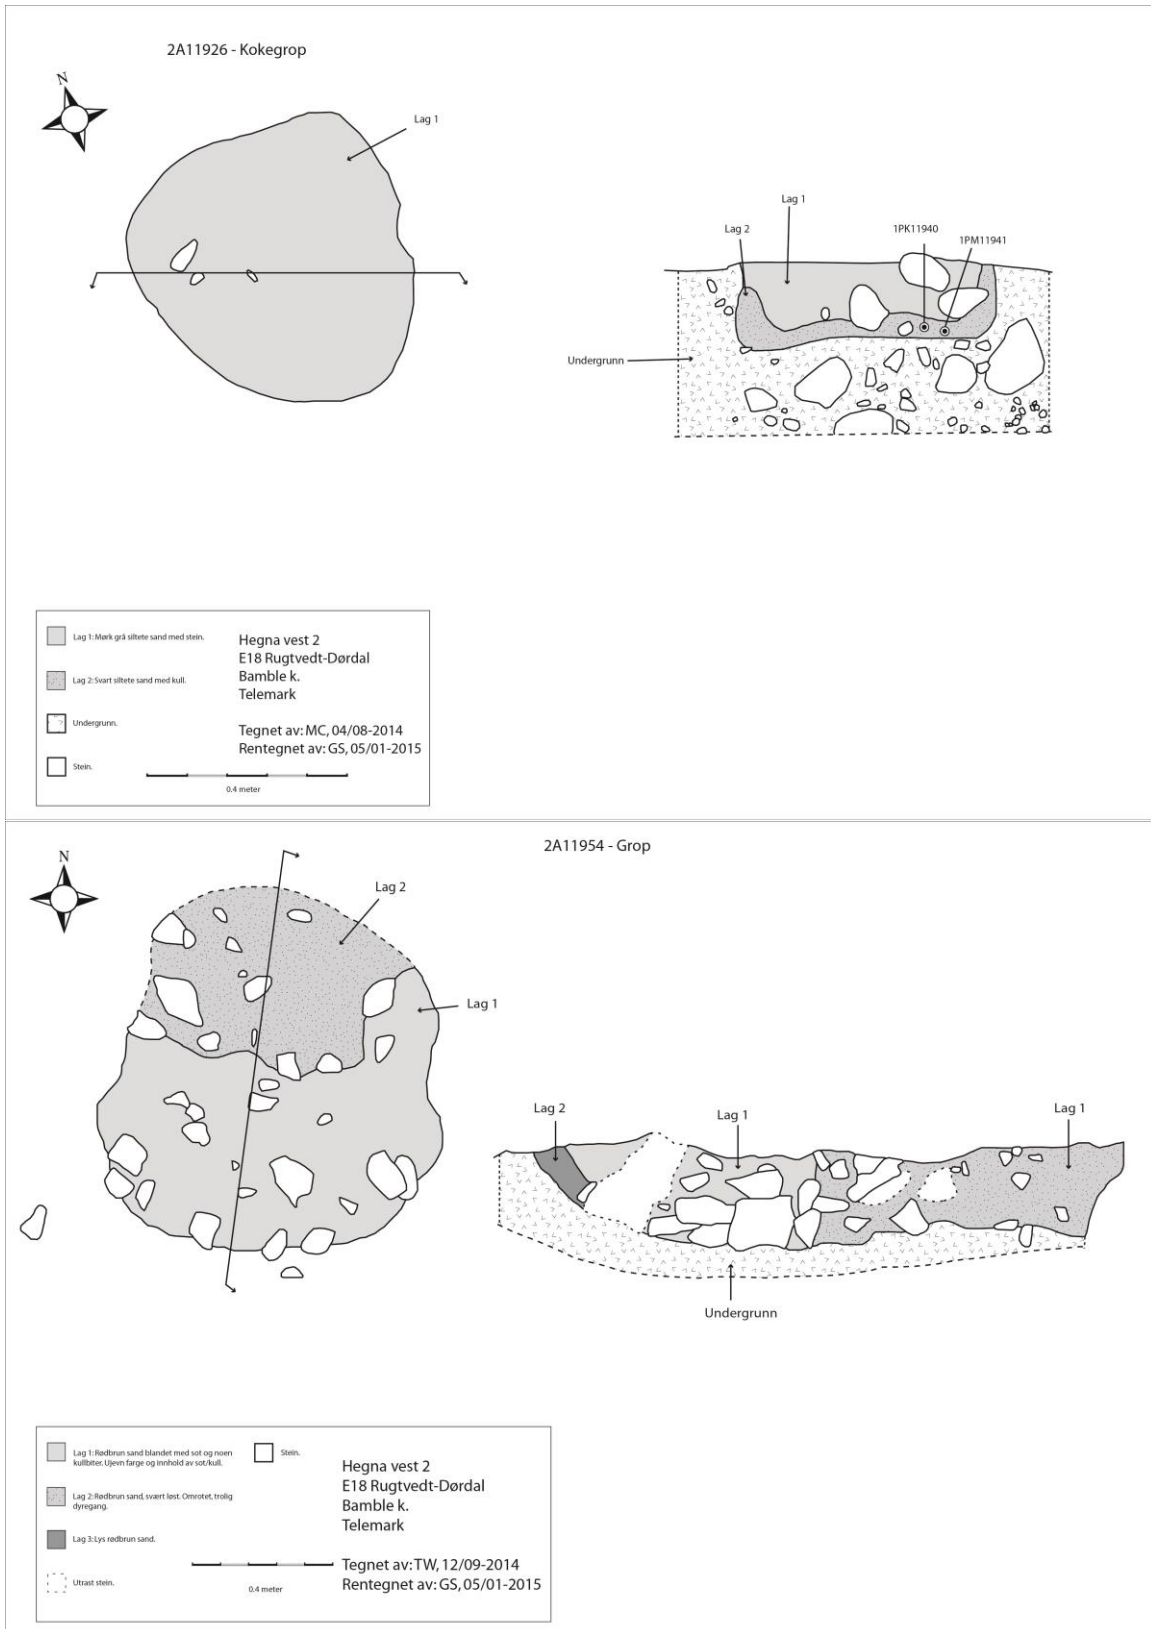 2A11926 - Kokegrop
N
Lag 1
Lag 1
Lag 2
1PK11940
1PM11941
Undergrunn
Lag 1: Mørk grå siltete sand med stein.
Lag 2: Svart siltete sand med kull.
Undergrunn.
Stein.
Hegna vest 2
E18 Rugtvedt-Dørdal
Bamble k.
Telemark
Tegnet av: MC, 04/08-2014
Rentegnet av: GS, 05/01-2015
0.4 meter
2A11954 - Grop
N
Lag 2
Lag 1
Lag 2
Lag 1
Lag 1
Undergrunn
Lag 1: Rødbrun sand blandet med sot og noen
kullbiter. Ujevn farge og innhold av sot/kull.
Lag 2: Rødbrun sand, svært løst. Omrotet, trolig
dyregang.
Lag 3: Lys rødbrun sand.
Utrast stein.
Stein.
Hegna vest 2
E18 Rugtvedt-Dørdal
Bamble k.
Telemark
Tegnet av: TW, 12/09-2014
Rentegnet av: GS, 05/01-2015
0.4 meter